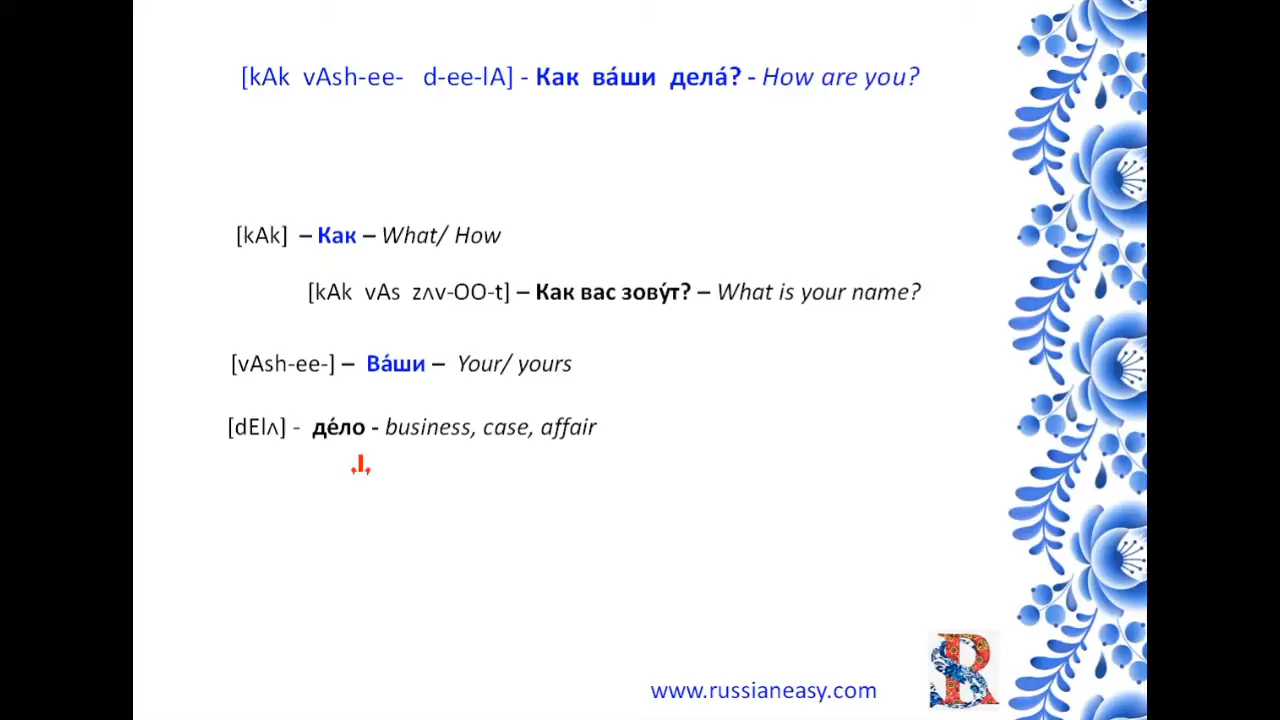 [kAk vAsh-ee- d-ee-lA] - Как ва́ши дела́? - How are you?
[kAk] – Как – What/ How
[kAk vAs zʌv-OO-t] – Как вас зову́т? – What is your name?
[vAsh-ee-] – Ва́ши – Your/ yours
[dElʌ] - де́ло - business, case, affair
,I,
R
www.russianeasy.com